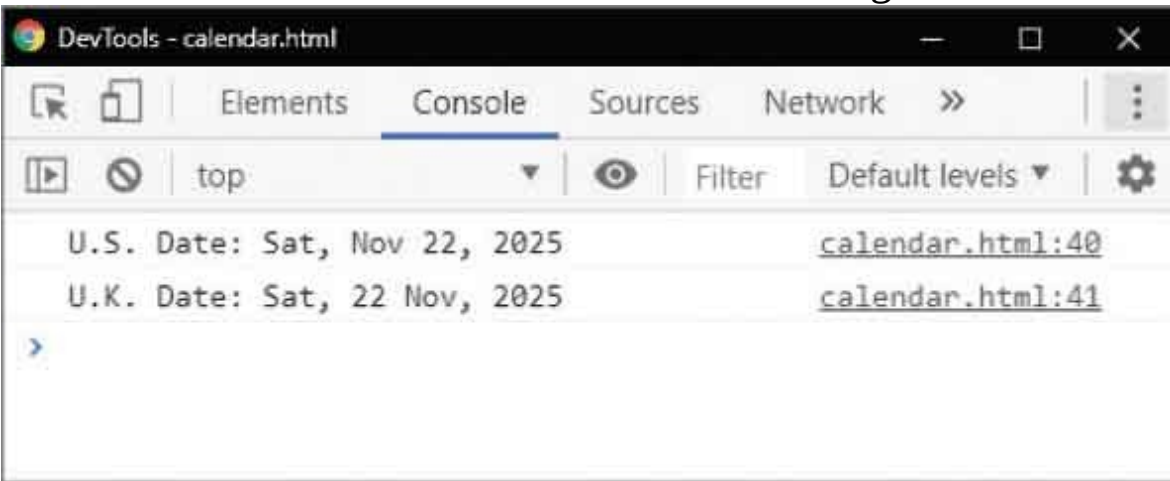 DevTools - calendar.html
Elements Console Sources Network »
top Filter Default levels
U.S. Date: Sat, Nov 22, 2025 calendar.html:40
U.K. Date: Sat, 22 Nov, 2025 calendar.html:41